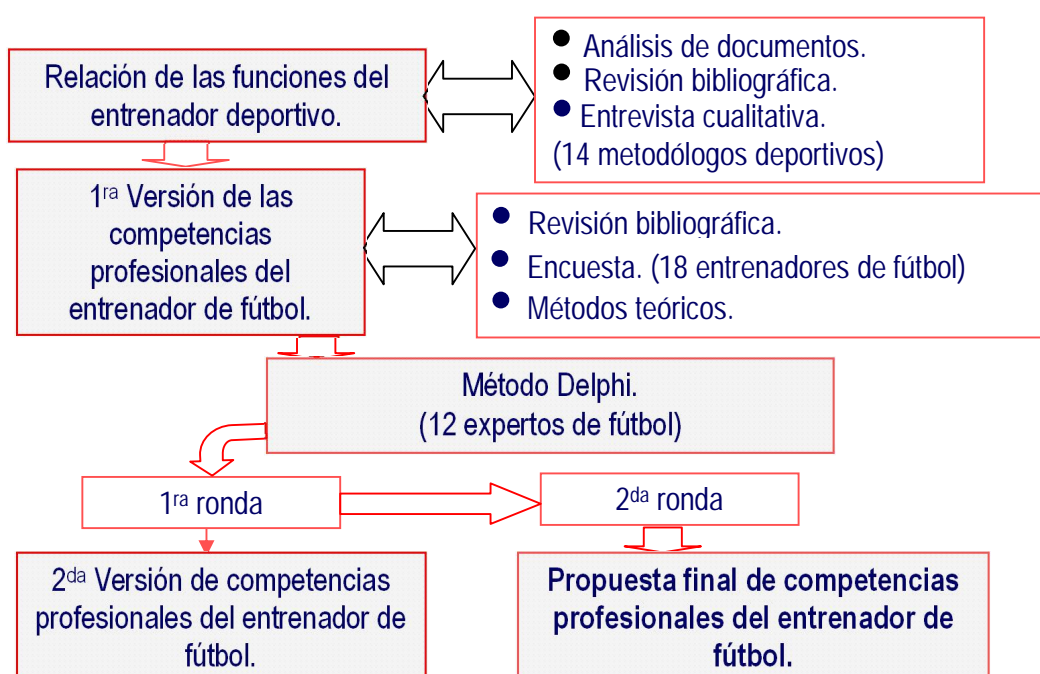 Relación de las funciones del
entrenador deportivo.
● Análisis de documentos.
● Revisión bibliográfica.
● Entrevista cualitativa.
(14 metodólogos deportivos)
1ra Versión de las
competencias
profesionales del
entrenador de fútbol.
● Revisión bibliográfica.
● Encuesta. (18 entrenadores de fútbol)
● Métodos teóricos.
Método Delphi.
(12 expertos de fútbol)
1ra ronda
2da ronda
2da Versión de competencias
profesionales del entrenador de
fútbol.
Propuesta final de competencias
profesionales del entrenador de
fútbol.